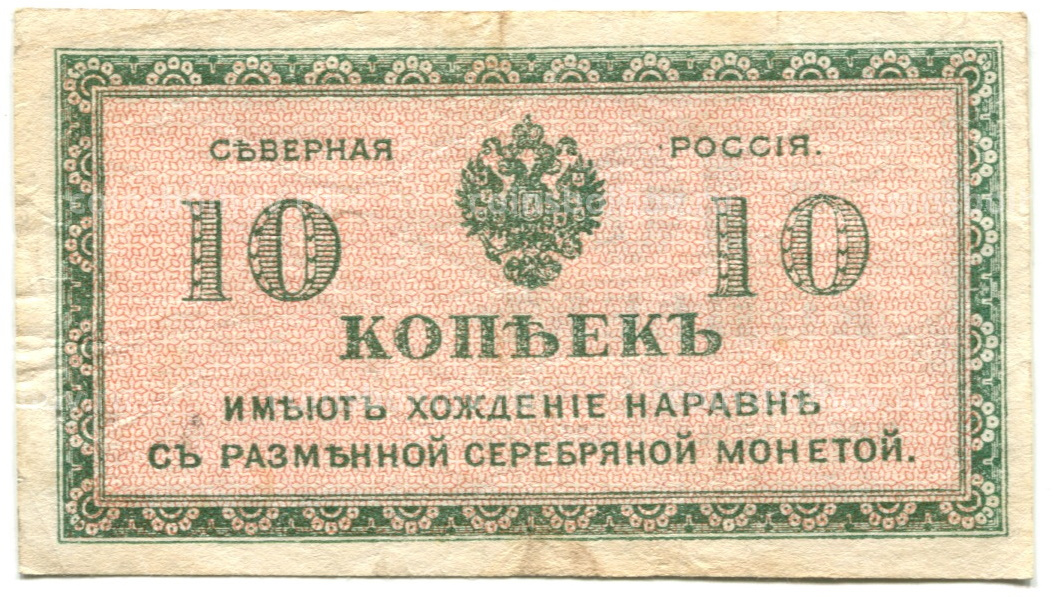 СѢВЕРНАЯ РОССІЯ.
10 10
КОПѢЕКЪ
ИМѢЮТЪ ХОЖДЕНІЕ НАРАВНѢ
СЪ РАЗМѢННОЙ СЕРЕБРЯНОЙ МОНЕТОЙ.